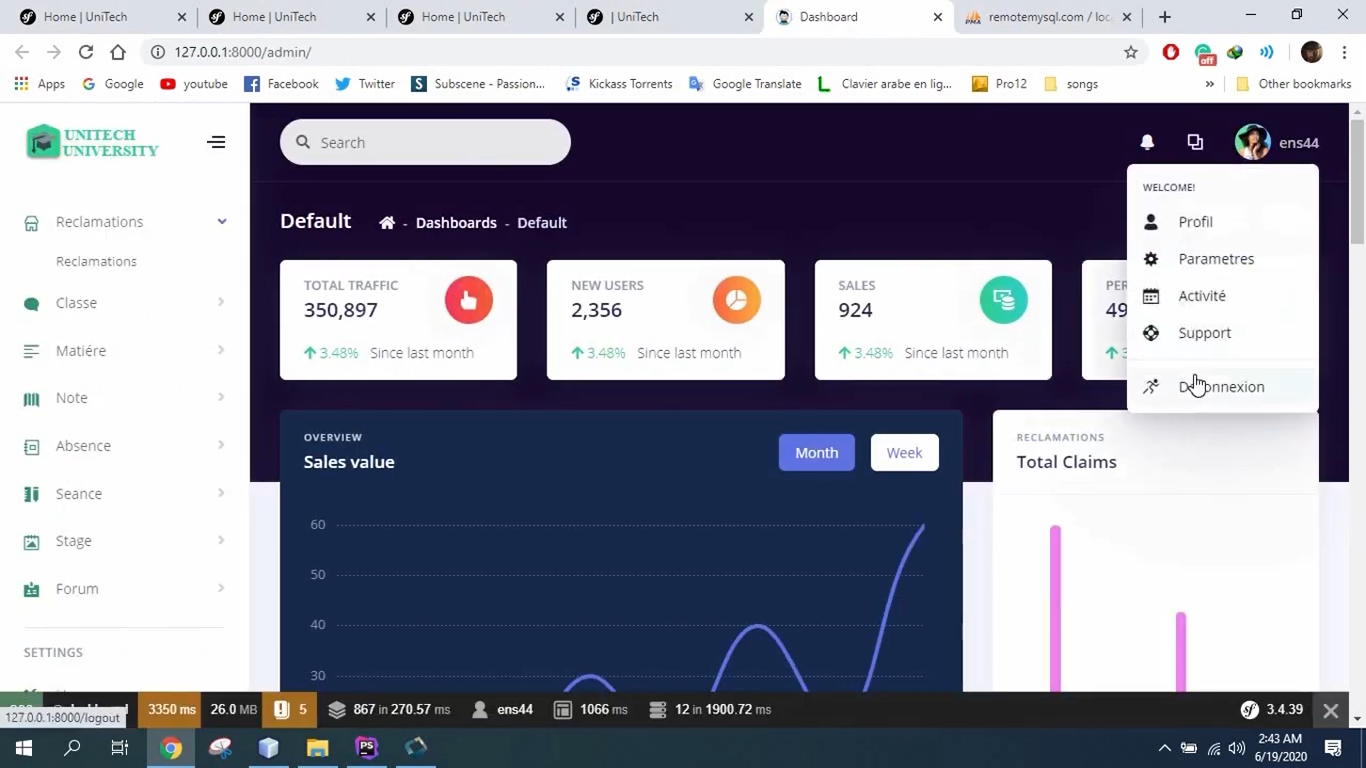 Home | UniTech
Home | UniTech
Home | UniTech
| UniTech
Dashboard
remotemysql.com / loc
127.0.0.1:8000/admin/
off
Apps
Google
youtube
Facebook
Twitter
Subscene - Passion...
Kickass Torrents
Google Translate
Clavier arabe en lig...
Pro12
songs
»
Other bookmarks
UNITECH
UNIVERSITY
Search
ens44
Reclamations
Reclamations
Classe
Matiére
Note
Absence
Seance
Stage
Forum
SETTINGS
Default
- Dashboards - Default
TOTAL TRAFFIC
350,897
3.48% Since last month
NEW USERS
2,356
3.48% Since last month
SALES
924
3.48% Since last month
WELCOME!
Profil
Parametres
Activité
Support
OVERVIEW
Sales value
Month
Week
60
50
40
30
RECLAMATIONS
Total Claims
127.0.0.1:8000/logout
3350 ms
26.0 MB
5
867 in 270.57 ms
ens44
1066 ms
12 in 1900.72 ms
3.4.39
2:43 AM
6/19/2020